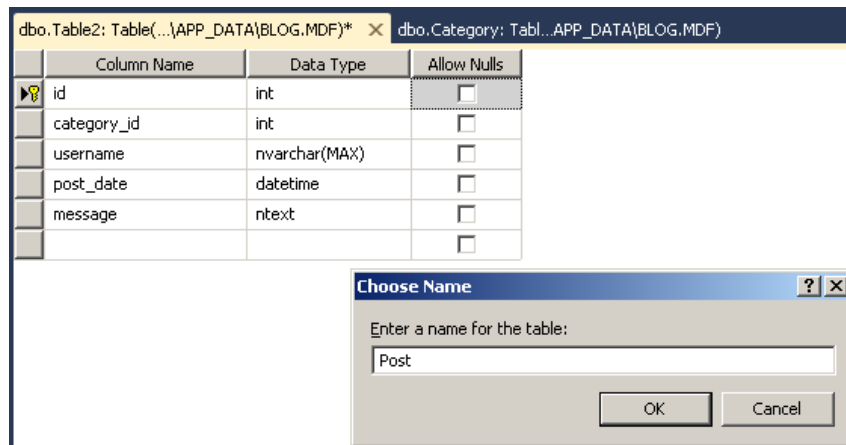 dbo.Table2: Table(...\APP_DATA\BLOG.MDF)* dbo.Category: Tabl...APP_DATA\BLOG.MDF)
Column Name Data Type Allow Nulls
id int
category_id int
username nvarchar(MAX)
post_date datetime
message ntext
Choose Name
Enter a name for the table:
Post
OK Cancel